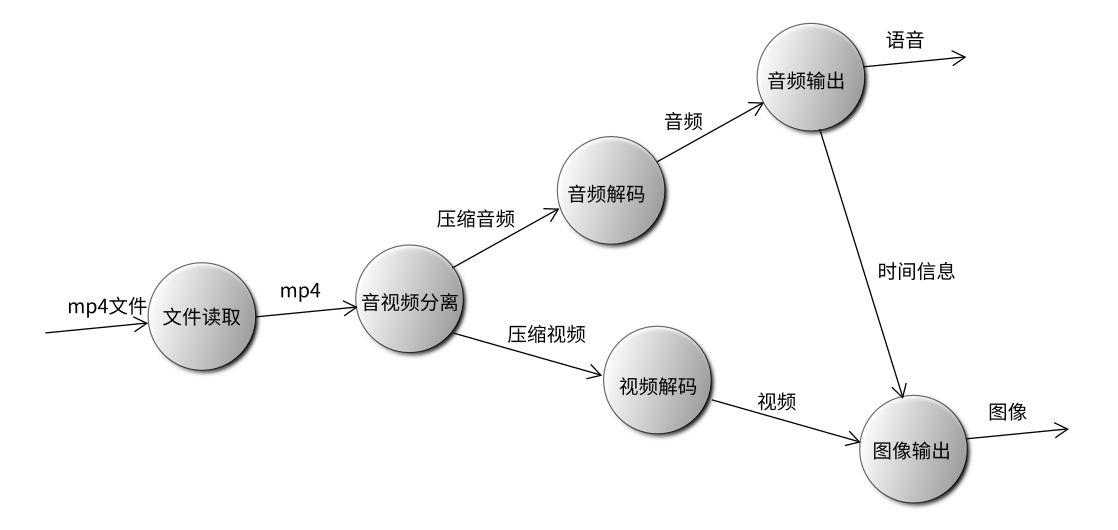 语音
音频输出
音频
音频解码
压缩音频
时间信息
mp4
mp4文件
音视频分离
文件读取
压缩视频
视频解码
视频
图像
图像输出